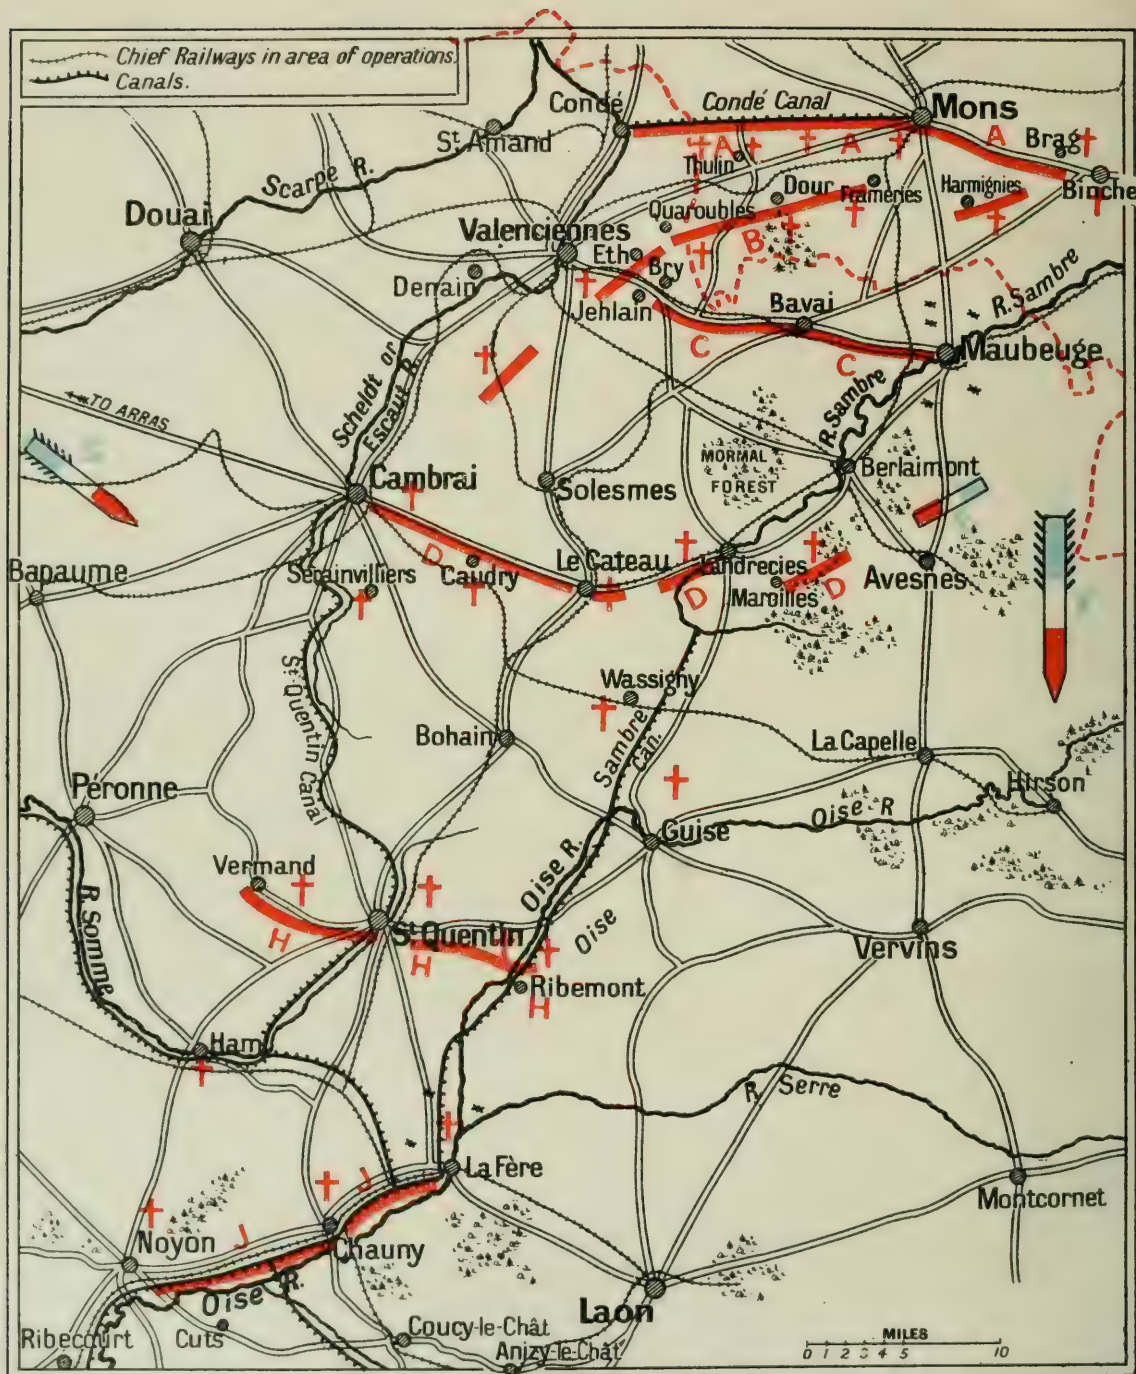 Chief Railways in area of operations.
Canals.
Condé
Condé Canal
Mons
St. Amand
Scarpe R.
A
A
A
Brag
Thulin
Binche
Dour
Frameries
Harmignies
Douai
Quaroubles
Valenciennes
B
Eth
Bry
Denain
Jehlain
Bavai
R. Sambre
C
C
Maubeuge
Scheldt or
Escaut R.
R. Sambre
TO ARRAS
MORMAL
FOREST
Berlaimont
Cambrai
Solesmes
D
Caudry
Le Cateau
Landrecies
Bapaume
Serainvilliers
D
Maroilles
D
Avesnes
St. Quentin Canal
Wassigny
Sambre
Can.
Bohain
La Capelle
Hirson
Péronne
Oise R
Guise
Vermand
Oise R.
Oise
R. Somme
H
St Quentin
H
Vervins
Ribemont
H
Ham
R. Serre
La Fère
J
Montcornet
Noyon
J
Chauny
Oise R.
Laon
Ribecourt
Cuts
Coucy-le-Chât
Anizy-le-Chât.
MILES
0 1 2 3 4 5 10